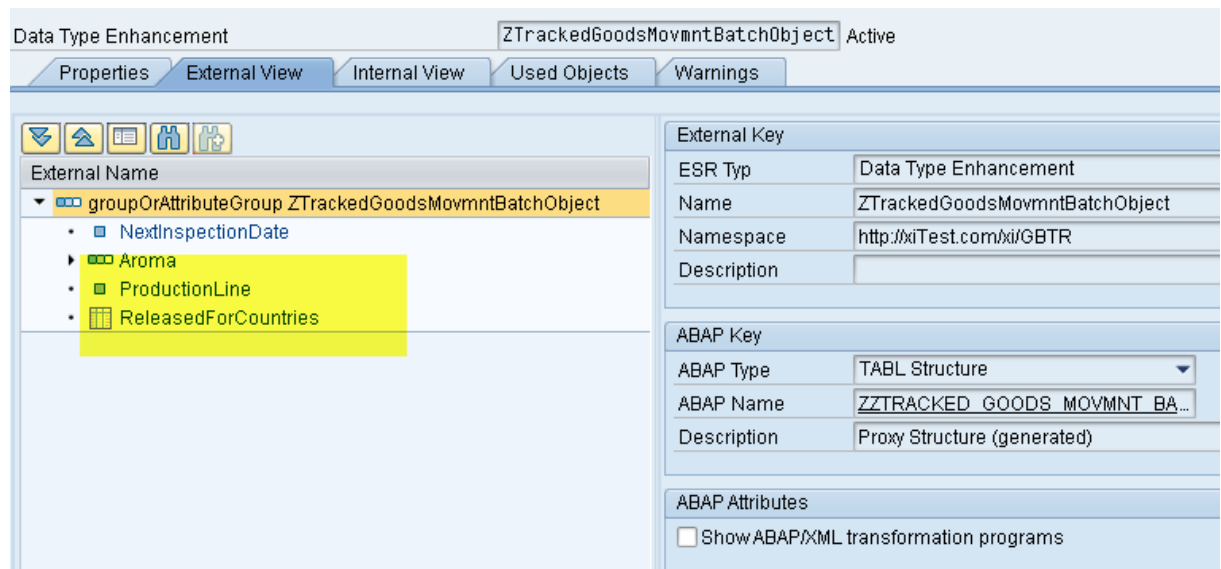 Data Type Enhancement ZTrackedGoodsMovmntBatchObject Active
Properties External View Internal View Used Objects Warnings
External Name
groupOrAttributeGroup ZTrackedGoodsMovmntBatchObject
NextInspectionDate
Aroma
ProductionLine
ReleasedForCountries
External Key
ESR Typ Data Type Enhancement
Name ZTrackedGoodsMovmntBatchObject
Namespace http://xiTest.com/xi/GBTR
Description
ABAP Key
ABAP Type TABL Structure
ABAP Name ZZTRACKED_GOODS_MOVMNT_BA...
Description Proxy Structure (generated)
ABAP Attributes
Show ABAP/XML transformation programs